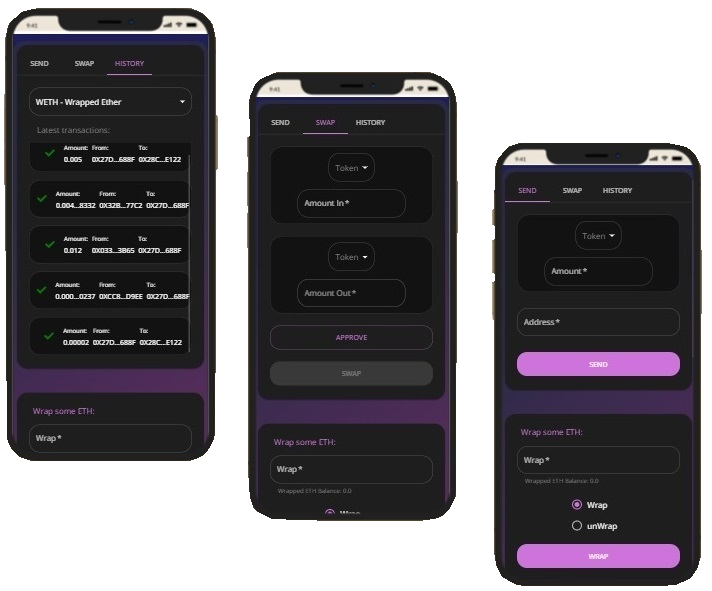 9:41
SEND SWAP HISTORY
WETH - Wrapped Ether
Latest transactions:
Amount: From: To:
0.005 0X27D...688F 0X28C...E122
Amount: From: To:
0.004...8332 0X32B...77C2 0X27D...688F
Amount: From: To:
0.012 0X033...3B65 0X27D...688F
Amount: From: To:
0.000...0237 0XCC8...D9EE 0X27D...688F
Amount: From: To:
0.00002 0X27D...688F 0X28C...E122
Wrap some ETH:
Wrap *
9:41
SEND SWAP HISTORY
Token
Amount In *
Token
Amount Out *
APPROVE
SWAP
Wrap some ETH:
Wrap *
Wrapped ETH Balance: 0.0
Wrap
9:41
SEND SWAP HISTORY
Token
Amount *
Address *
SEND
Wrap some ETH:
Wrap *
Wrapped ETH Balance: 0.0
Wrap
unWrap
WRAP